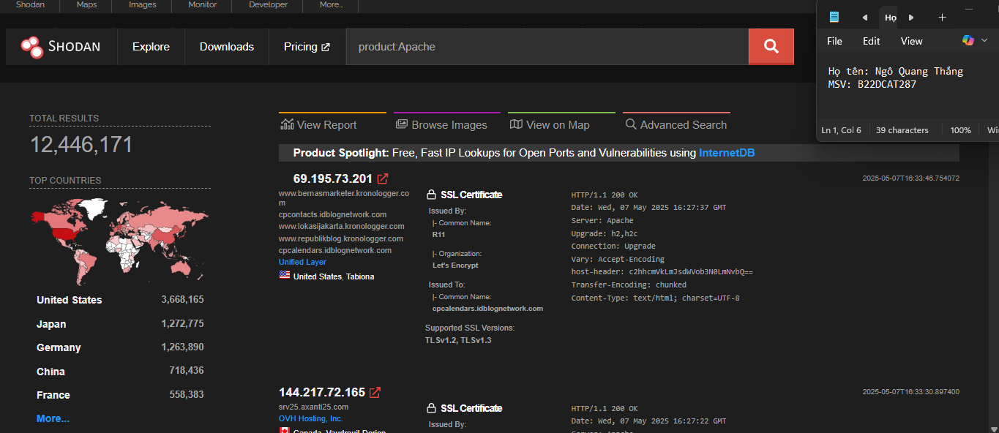 Shodan Maps Images Monitor Developer More...
SHODAN Explore Downloads Pricing product:Apache
Họ
File Edit View
Họ tên: Ngô Quang Thắng
MSV: B22DCAT287
Ln 1, Col 6 39 characters 100% Wi
TOTAL RESULTS
12,446,171
TOP COUNTRIES
United States 3,668,165
Japan 1,272,775
Germany 1,263,890
China 718,436
France 558,383
More...
View Report Browse Images View on Map Advanced Search
Product Spotlight: Free, Fast IP Lookups for Open Ports and Vulnerabilities using InternetDB
69.195.73.201
2025-05-07T16:33:46.754072
www.bernasmarketer.kronologger.co
m
cpcontacts.idblognetwork.com
www.lokasijakarta.kronologger.com
www.republikblog.kronologger.com
cpcalendars.idblognetwork.com
Unified Layer
United States, Tabiona
SSL Certificate
Issued By:
|- Common Name:
R11
|- Organization:
Let's Encrypt
Issued To:
|- Common Name:
cpcalendars.idblognetwork.com
Supported SSL Versions:
TLSv1.2, TLSv1.3
HTTP/1.1 200 OK
Date: Wed, 07 May 2025 16:27:37 GMT
Server: Apache
Upgrade: h2,h2c
Connection: Upgrade
Vary: Accept-Encoding
host-header: c2hhcmVkLmJsdWVob3N0LmNvbQ==
Transfer-Encoding: chunked
Content-Type: text/html; charset=UTF-8
144.217.72.165
2025-05-07T16:33:30.897400
srv25.axanti25.com
OVH Hosting, Inc.
Canada, Vaudreuil-Dorion
SSL Certificate
Issued By:
HTTP/1.1 200 OK
Date: Wed, 07 May 2025 16:27:22 GMT
Server: Apache